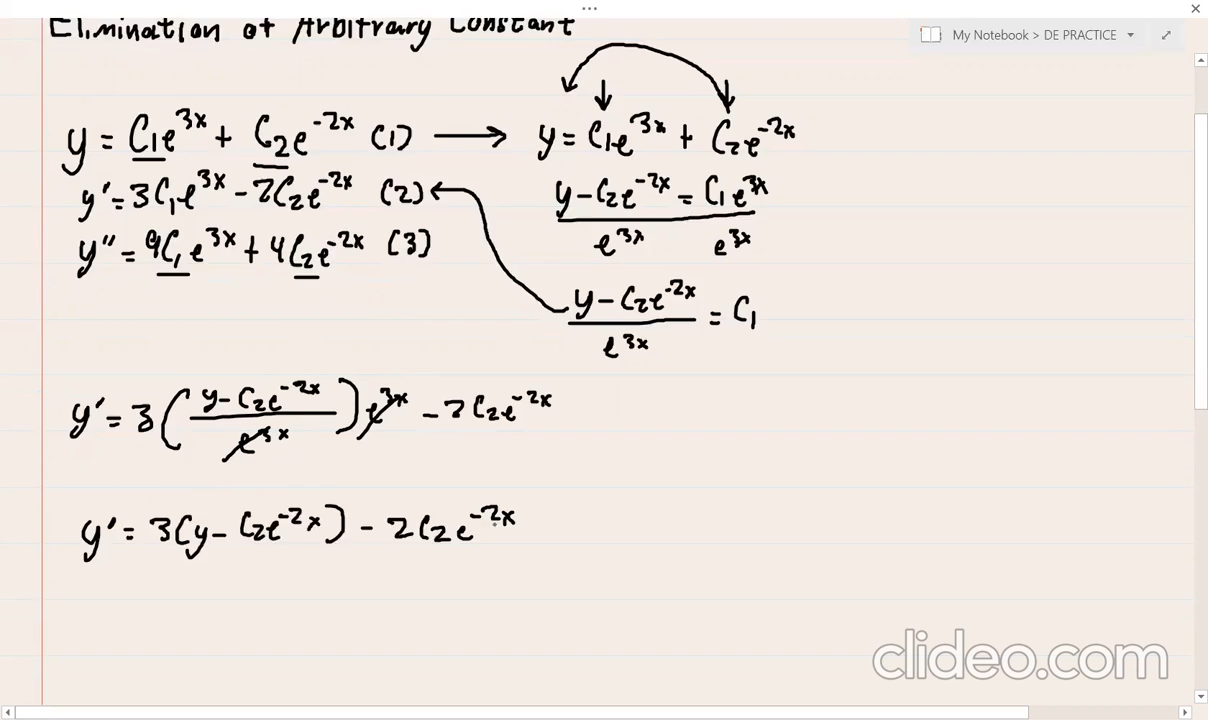 Elimination of Arbitrary Constant
My Notebook > DE PRACTICE
y = C₁e^3x + C₂e^-2x (1) → y = C₁e^3x + C₂e^-2x
y' = 3C₁e^3x - 2C₂e^-2x (2)
y - C₂e^-2x = C₁e^3x
e^3x e^3x
y'' = 9C₁e^3x + 4C₂e^-2x (3)
y - C₂e^-2x
e^3x
= C₁
y' = 3(y - C₂e^-2x / e^3x)e^3x - 2C₂e^-2x
y' = 3(y - C₂e^-2x) - 2C₂e^-2x
clideo.com